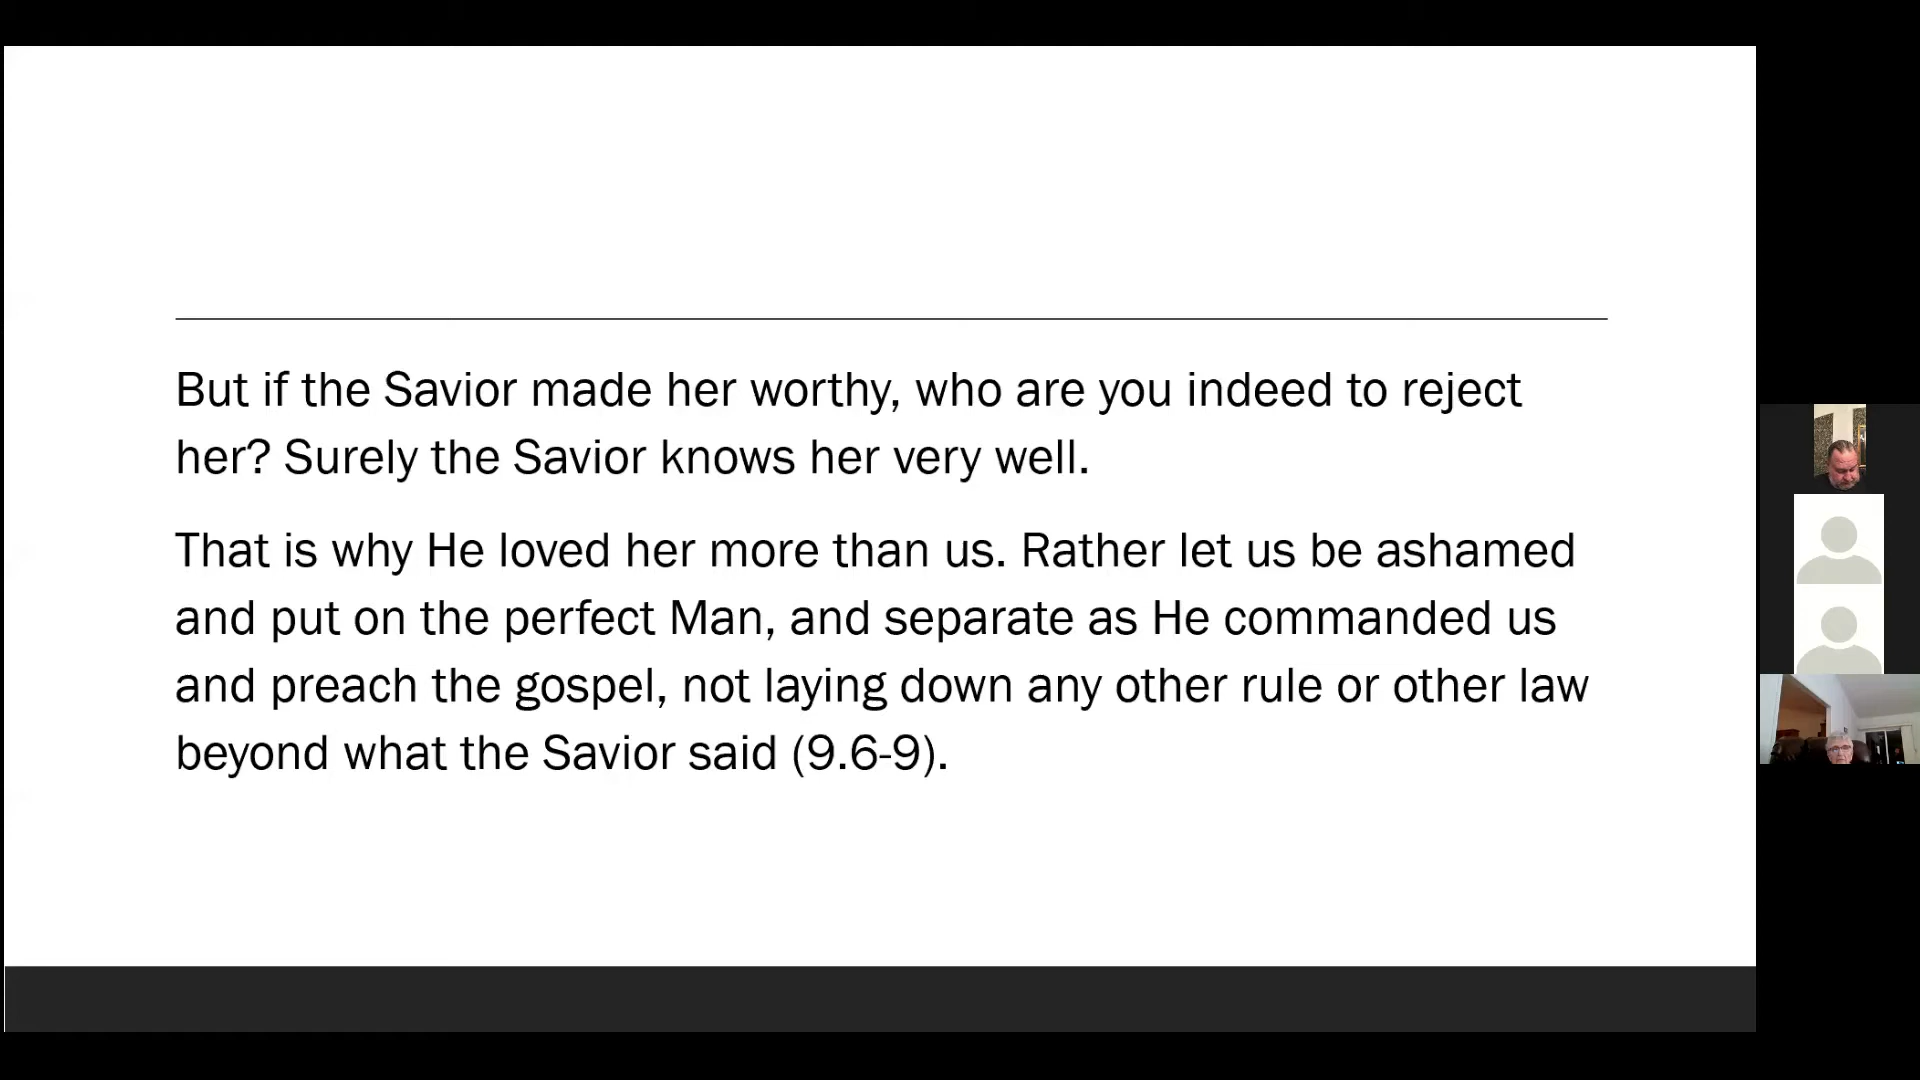 But if the Savior made her worthy, who are you indeed to reject
her? Surely the Savior knows her very well.
That is why He loved her more than us. Rather let us be ashamed
and put on the perfect Man, and separate as He commanded us
and preach the gospel, not laying down any other rule or other law
beyond what the Savior said (9.6-9).